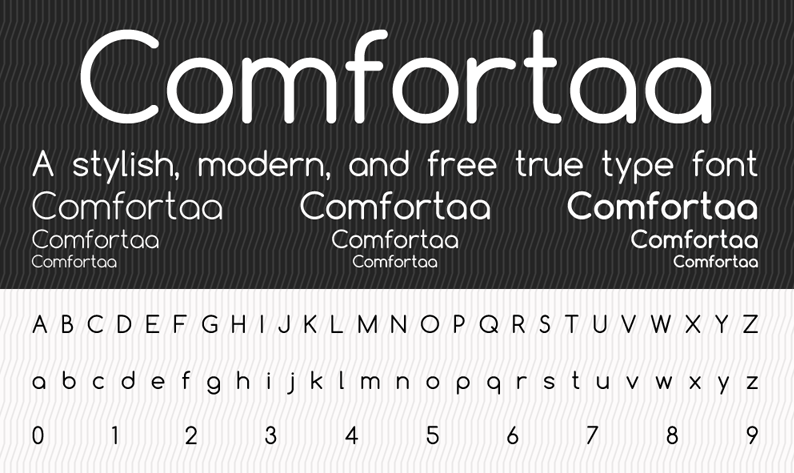 Comfortaa
A stylish, modern, and free true type font
Comfortaa Comfortaa Comfortaa
Comfortaa Comfortaa Comfortaa
Comfortaa Comfortaa Comfortaa
A B C D E F G H I J K L M N O P Q R S T U V W X Y Z
a b c d e f g h i j k l m n o p q r s t u v w x y z
0 1 2 3 4 5 6 7 8 9